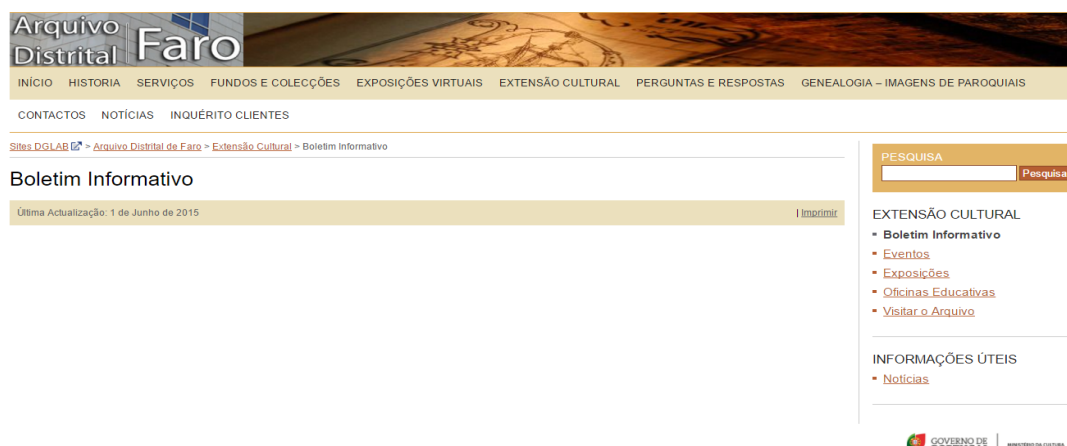 Arquivo
Distrital Faro
INÍCIO HISTORIA SERVIÇOS FUNDOS E COLECÇÕES EXPOSIÇÕES VIRTUAIS EXTENSÃO CULTURAL PERGUNTAS E RESPOSTAS GENEALOGIA – IMAGENS DE PAROQUIAIS
CONTACTOS NOTÍCIAS INQUÉRITO CLIENTES
Sites DGLAB > Arquivo Distrital de Faro > Extensão Cultural > Boletim Informativo
Boletim Informativo
Última Actualização: 1 de Junho de 2015 | Imprimir
PESQUISA
Pesquisa
EXTENSÃO CULTURAL
Boletim Informativo
Eventos
Exposições
Oficinas Educativas
Visitar o Arquivo
INFORMAÇÕES ÚTEIS
Notícias
GOVERNO DE
MINISTÉRIO DA CULTURA